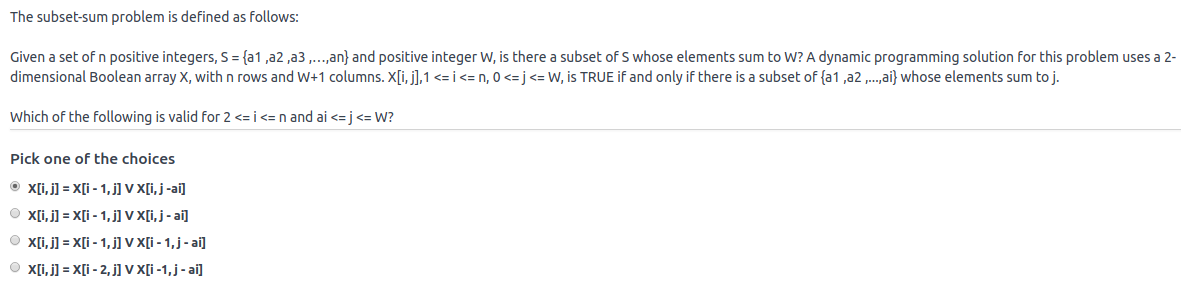 The subset-sum problem is defined as follows:
Given a set of n positive integers, S = {a1 ,a2 ,a3 ,…,an} and positive integer W, is there a subset of S whose elements sum to W? A dynamic programming solution for this problem uses a 2-
dimensional Boolean array X, with n rows and W+1 columns. X[i, j],1 <= i <= n, 0 <= j <= W, is TRUE if and only if there is a subset of {a1 ,a2 ,...,ai} whose elements sum to j.
Which of the following is valid for 2 <= i <= n and ai <= j <= W?
Pick one of the choices
X[i, j] = X[i - 1, j] V X[i, j -ai]
X[i, j] = X[i - 1, j] V X[i, j - ai]
X[i, j] = X[i - 1, j] V X[i - 1, j - ai]
X[i, j] = X[i - 2, j] V X[i -1, j - ai]